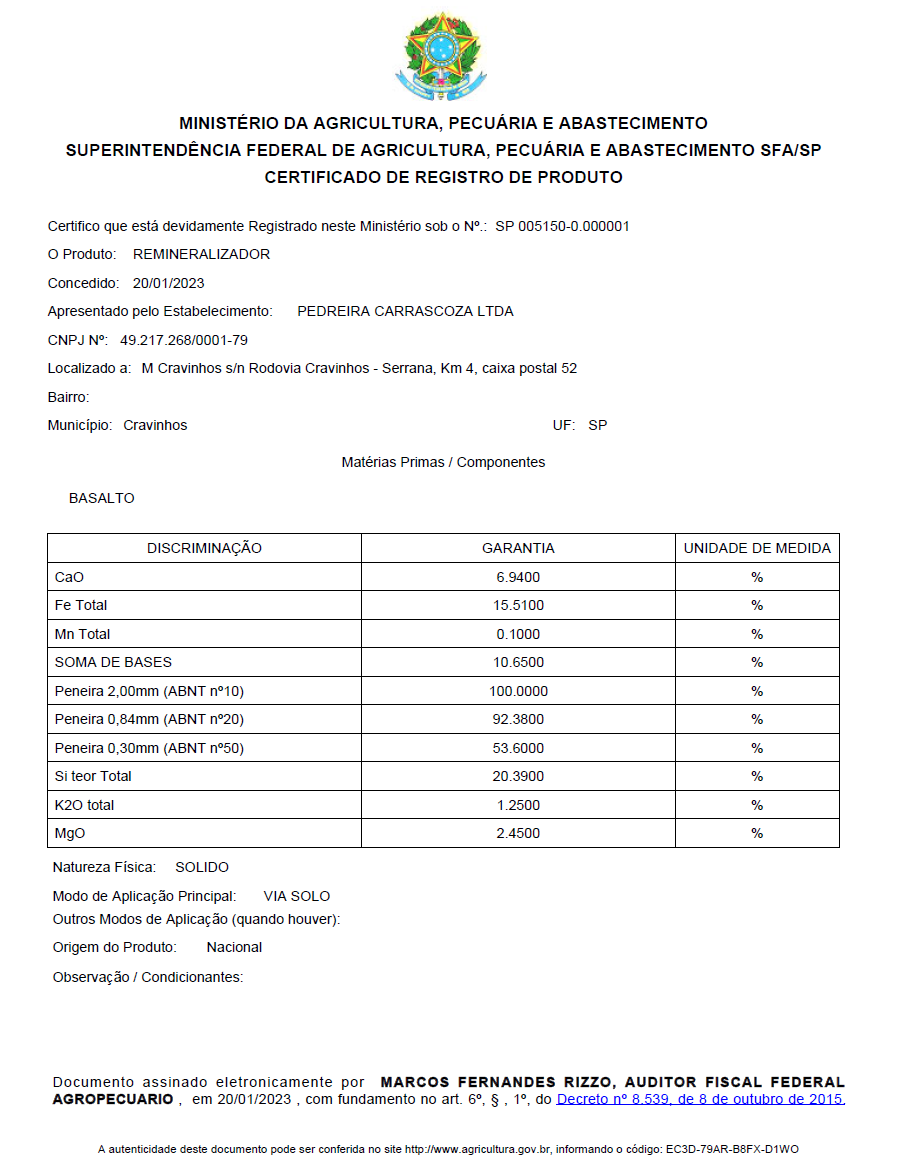 MINISTÉRIO DA AGRICULTURA, PECUÁRIA E ABASTECIMENTO
SUPERINTENDÊNCIA FEDERAL DE AGRICULTURA, PECUÁRIA E ABASTECIMENTO SFA/SP
CERTIFICADO DE REGISTRO DE PRODUTO
Certifico que está devidamente Registrado neste Ministério sob o Nº.: SP 005150-0.000001
O Produto: REMINERALIZADOR
Concedido: 20/01/2023
Apresentado pelo Estabelecimento: PEDREIRA CARRASCOZA LTDA
CNPJ Nº: 49.217.268/0001-79
Localizado a: M Cravinhos s/n Rodovia Cravinhos - Serrana, Km 4, caixa postal 52
Bairro:
Município: Cravinhos UF: SP
Matérias Primas / Componentes
BASALTO
DISCRIMINAÇÃO GARANTIA UNIDADE DE MEDIDA
CaO 6.9400 %
Fe Total 15.5100 %
Mn Total 0.1000 %
SOMA DE BASES 10.6500 %
Peneira 2,00mm (ABNT nº10) 100.0000 %
Peneira 0,84mm (ABNT nº20) 92.3800 %
Peneira 0,30mm (ABNT nº50) 53.6000 %
Si teor Total 20.3900 %
K2O total 1.2500 %
MgO 2.4500 %
Natureza Física: SOLIDO
Modo de Aplicação Principal: VIA SOLO
Outros Modos de Aplicação (quando houver):
Origem do Produto: Nacional
Observação / Condicionantes:
Documento assinado eletronicamente por MARCOS FERNANDES RIZZO, AUDITOR FISCAL FEDERAL
AGROPECUARIO , em 20/01/2023 , com fundamento no art. 6º, § , 1º, do Decreto nº 8.539, de 8 de outubro de 2015.
A autenticidade deste documento pode ser conferida no site http://www.agricultura.gov.br, informando o código: EC3D-79AR-B8FX-D1WO